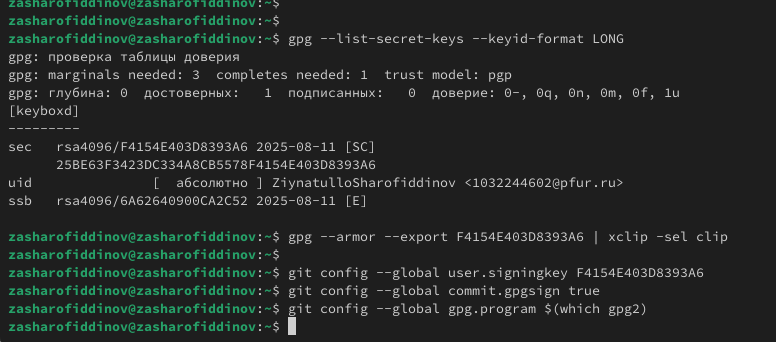 zasharofiddinov@zasharofiddinov:~$
zasharofiddinov@zasharofiddinov:~$
zasharofiddinov@zasharofiddinov:~$ gpg --list-secret-keys --keyid-format LONG
gpg: проверка таблицы доверия
gpg: marginals needed: 3  completes needed: 1  trust model: pgp
gpg: глубина: 0  достоверных:   1  подписанных:   0  доверие: 0-, 0q, 0n, 0m, 0f, 1u
[keyboxd]
---------
sec   rsa4096/F4154E403D8393A6 2025-08-11 [SC]
      25BE63F3423DC334A8CB5578F4154E403D8393A6
uid               [  абсолютно ] ZiynatulloSharofiddinov <1032244602@pfur.ru>
ssb   rsa4096/6A62640900CA2C52 2025-08-11 [E]
zasharofiddinov@zasharofiddinov:~$ gpg --armor --export F4154E403D8393A6 | xclip -sel clip
zasharofiddinov@zasharofiddinov:~$
zasharofiddinov@zasharofiddinov:~$ git config --global user.signingkey F4154E403D8393A6
zasharofiddinov@zasharofiddinov:~$ git config --global commit.gpgsign true
zasharofiddinov@zasharofiddinov:~$ git config --global gpg.program $(which gpg2)
zasharofiddinov@zasharofiddinov:~$